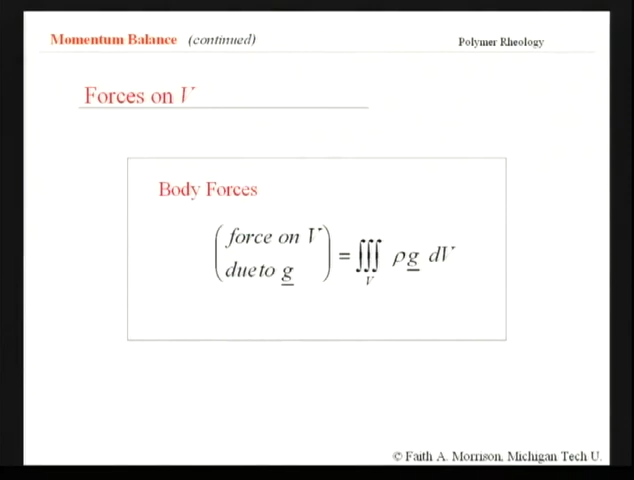 Momentum Balance (continued)
Polymer Rheology
Forces on V
Body Forces
(force on V
due to g) = ∭_V ρg dV
© Faith A. Morrison, Michigan Tech U.